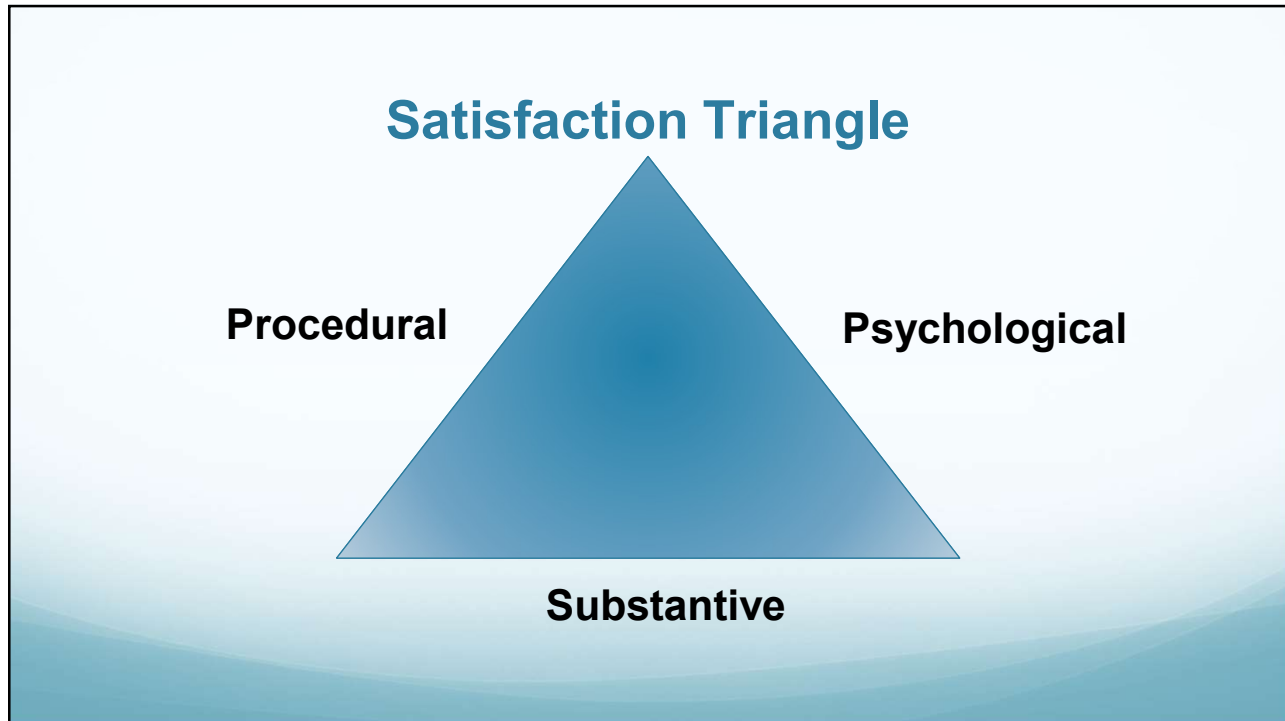 Satisfaction Triangle
Procedural
Psychological
Substantive